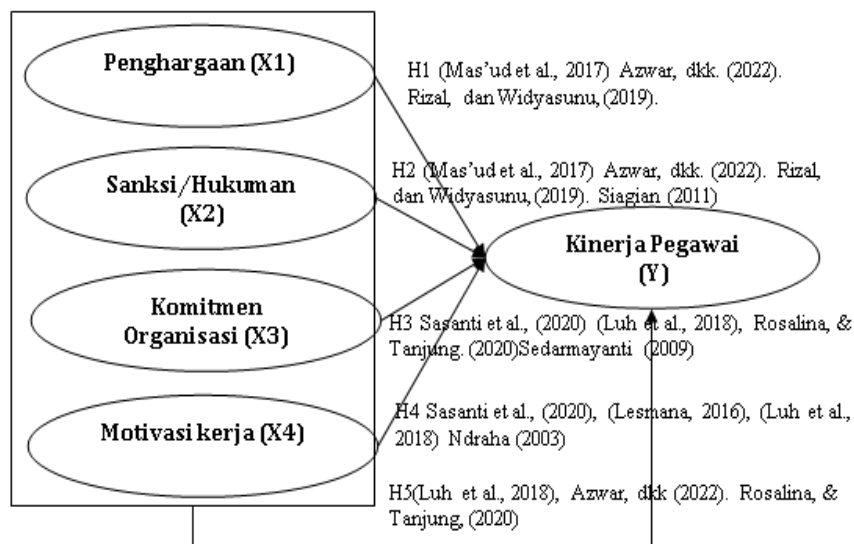 Penghargaan (X1)
H1 (Mas'ud et al., 2017) Azwar, dkk. (2022).
Rizal, dan Widyasunu, (2019).
Sanksi/Hukuman
(X2)
H2 (Mas'ud et al., 2017) Azwar, dkk. (2022). Rizal,
dan Widyasunu, (2019). Siagian (2011)
Kinerja Pegawai
(Y)
Komitmen
Organisasi (X3)
H3 Sasanti et al., (2020) (Luh et al., 2018), Rosalina, &
Tanjung. (2020)Sedarmayanti (2009)
Motivasi kerja (X4)
H4 Sasanti et al., (2020), (Lesmana, 2016), (Luh et al.,
2018) Ndraha (2003)
H5(Luh et al., 2018), Azwar, dkk (2022). Rosalina, &
Tanjung, (2020)